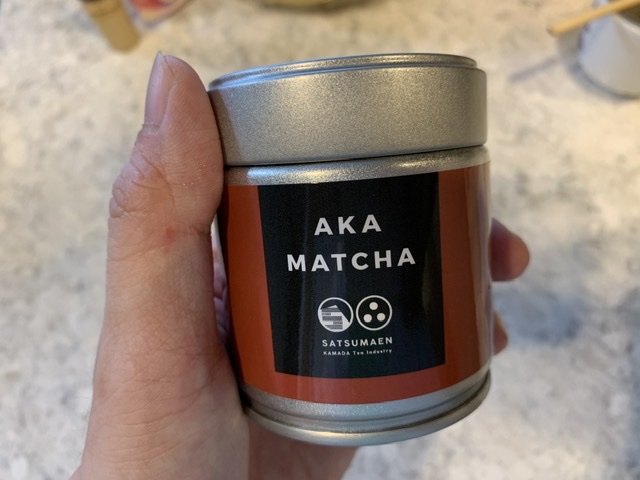 AKA
MATCHA
SATSUMAEN
KAMADA Tea Industry